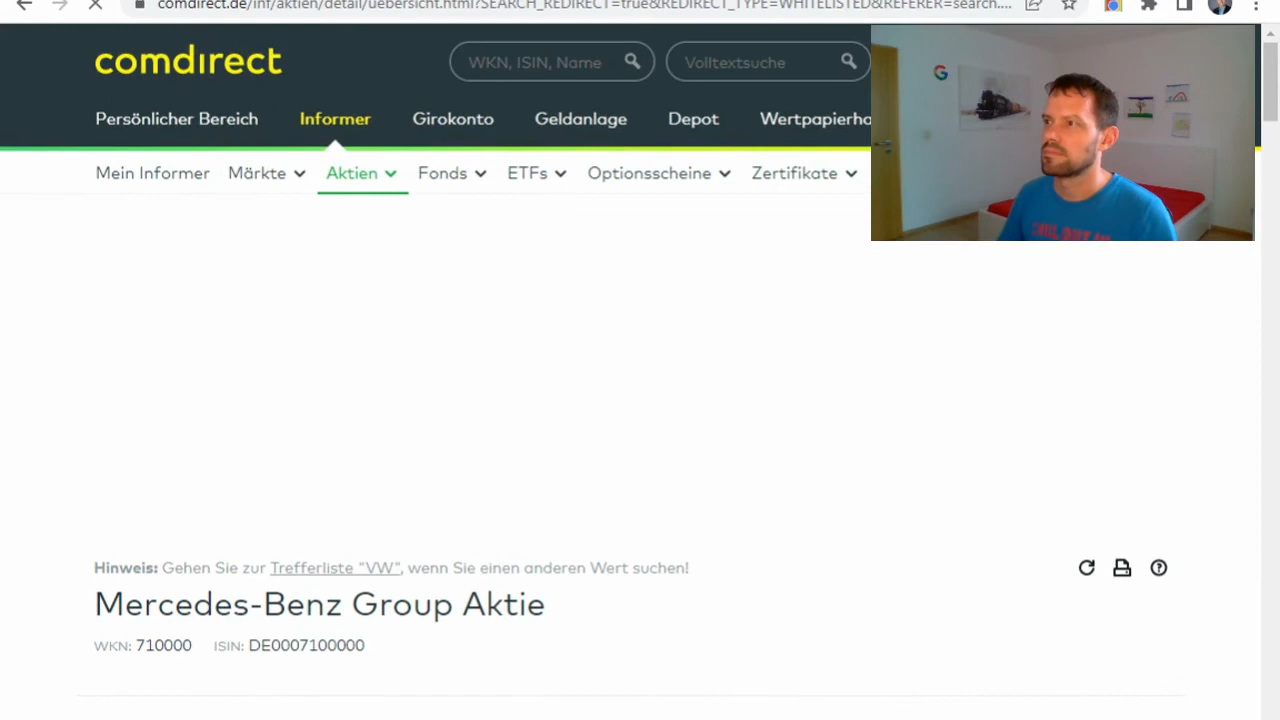 comdirect.de/inf/aktien/detail/uebersicht.html?SEARCH_REDIRECT=true&REDIRECT_TYPE=WHITELISTED&REFERER=search....
comdirect
WKN, ISIN, Name
Volltextsuche
Persönlicher Bereich Informer Girokonto Geldanlage Depot Wertpapierha
Mein Informer Märkte Aktien Fonds ETFs Optionsscheine Zertifikate
Hinweis: Gehen Sie zur Trefferliste "VW", wenn Sie einen anderen Wert suchen!
Mercedes-Benz Group Aktie
WKN: 710000 ISIN: DE0007100000